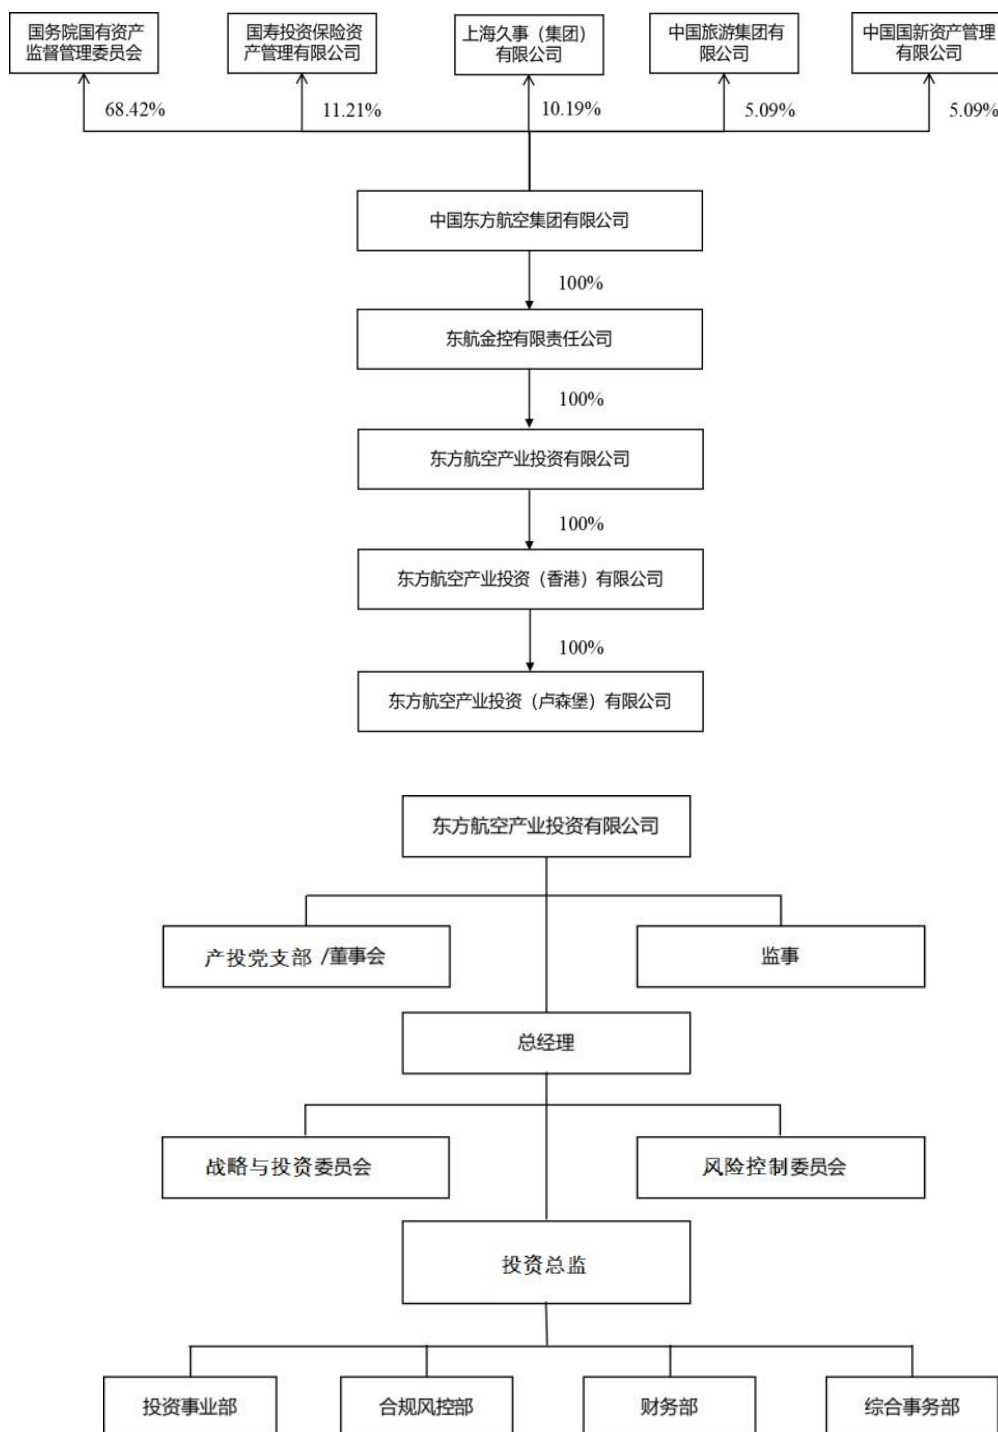 国务院国有资产
监督管理委员会
国寿投资保险资
产管理有限公司
上海久事（集团）
有限公司
中国旅游集团有
限公司
中国国新资产管理
有限公司
68.42%
11.21%
10.19%
5.09%
5.09%
中国东方航空集团有限公司
100%
东航金控有限责任公司
100%
东方航空产业投资有限公司
100%
东方航空产业投资（香港）有限公司
100%
东方航空产业投资（卢森堡）有限公司
东方航空产业投资有限公司
产投党支部 /董事会
监事
总经理
战略与投资委员会
风险控制委员会
投资总监
投资事业部
合规风控部
财务部
综合事务部